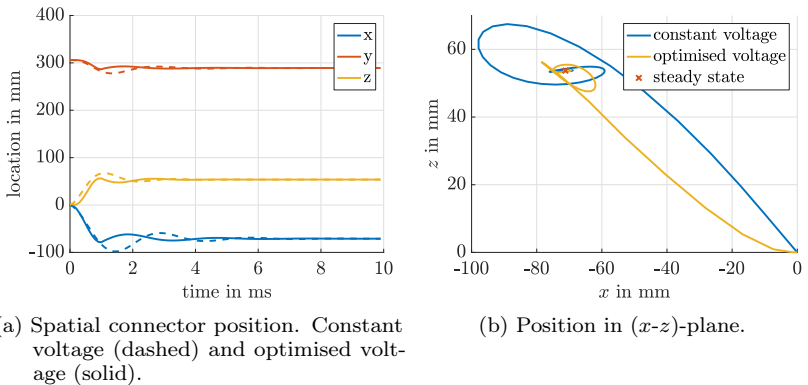 400
300
200
100
0
-100
0
2
4
6
8
10
location in mm
time in ms
x
y
z
60
40
20
0
-100
-80
-60
-40
-20
0
z in mm
x in mm
constant voltage
optimised voltage
steady state
a) Spatial connector position. Constant
voltage (dashed) and optimised volt-
age (solid).
(b) Position in (x-z)-plane.